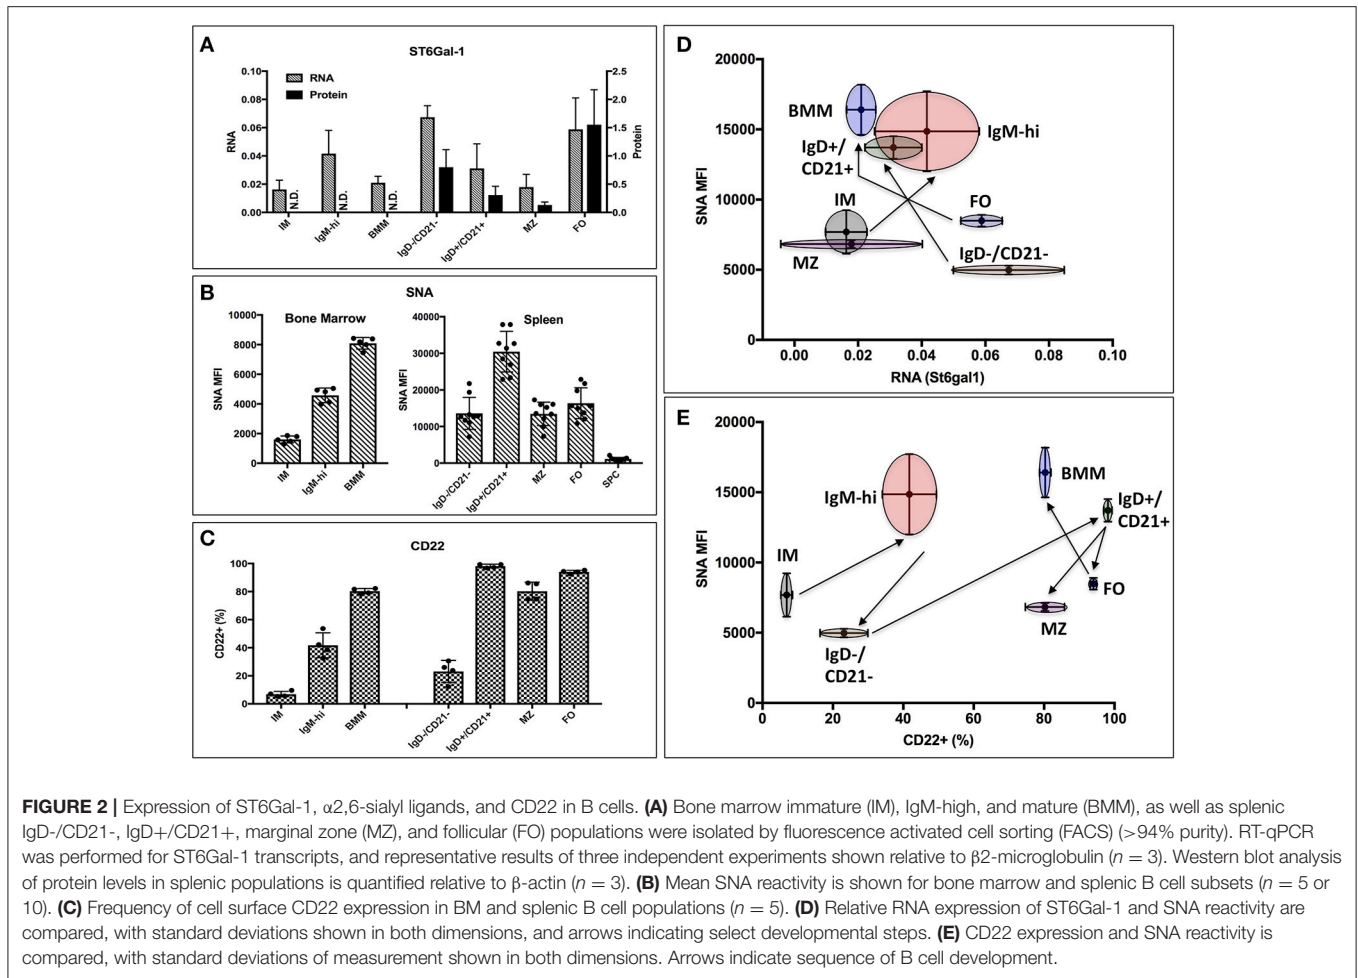 A
ST6Gal-1
RNA
Protein
0.10
0.08
0.06
0.04
0.02
0.00
RNA
2.5
2.0
1.5
1.0
0.5
0.0
Protein
N.D.
N.D.
N.D.
IM
IgM-hi
BMM
IgD-/CD21-
IgD+/CD21+
MZ
FO
B
SNA
Bone Marrow
10000
8000
6000
4000
2000
0
SNA MFI
IM
IgM-hi
BMM
Spleen
40000
30000
20000
10000
0
SNA MFI
IgD-/CD21-
IgD+/CD21+
MZ
FO
SPC
C
CD22
100
80
60
40
20
0
CD22+ (%)
IM
IgM-hi
BMM
IgD-/CD21-
IgD+/CD21+
MZ
FO
D
20000
15000
10000
5000
0
SNA MFI
BMM
IgM-hi
IgD+/
CD21+
IM
FO
MZ
IgD-/CD21-
0.00 0.02 0.04 0.06 0.08 0.10
RNA (St6gal1)
E
20000
15000
10000
5000
0
SNA MFI
IgM-hi
BMM
IgD+/
CD21+
IM
FO
MZ
IgD-/
CD21-
0 20 40 60 80 100
CD22+ (%)
FIGURE 2 | Expression of ST6Gal-1, α2,6-sialyl ligands, and CD22 in B cells. (A) Bone marrow immature (IM), IgM-high, and mature (BMM), as well as splenic
IgD-/CD21-, IgD+/CD21+, marginal zone (MZ), and follicular (FO) populations were isolated by fluorescence activated cell sorting (FACS) (>94% purity). RT-qPCR
was performed for ST6Gal-1 transcripts, and representative results of three independent experiments shown relative to β2-microglobulin (n = 3). Western blot analysis
of protein levels in splenic populations is quantified relative to β-actin (n = 3). (B) Mean SNA reactivity is shown for bone marrow and splenic B cell subsets (n = 5 or
10). (C) Frequency of cell surface CD22 expression in BM and splenic B cell populations (n = 5). (D) Relative RNA expression of ST6Gal-1 and SNA reactivity are
compared, with standard deviations shown in both dimensions, and arrows indicating select developmental steps. (E) CD22 expression and SNA reactivity is
compared, with standard deviations of measurement shown in both dimensions. Arrows indicate sequence of B cell development.